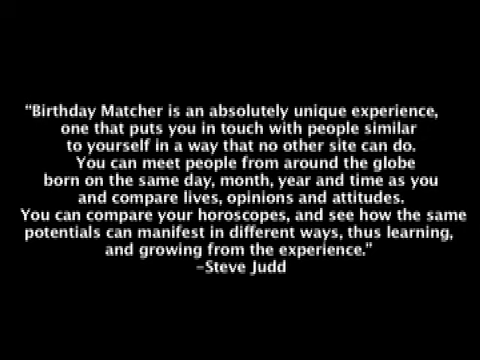 "Birthday Matcher is an absolutely unique experience,
one that puts you in touch with people similar
to yourself in a way that no other site can do.
You can meet people from around the globe
born on the same day, month, year and time as you
and compare lives, opinions and attitudes.
You can compare your horoscopes, and see how the same
potentials can manifest in different ways, thus learning,
and growing from the experience."
-Steve Judd